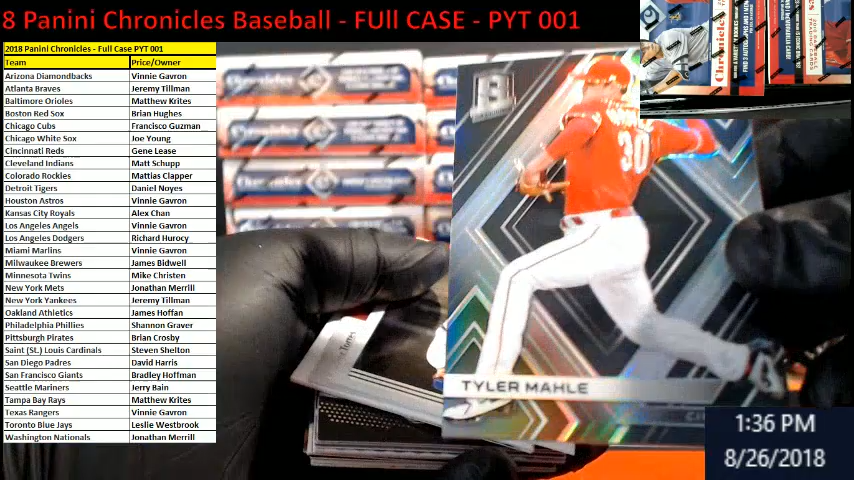 8 Panini Chronicles Baseball - FUll CASE - PYT 001
2018 Panini Chronicles - Full Case PYT 001
Team Price/Owner
Arizona Diamondbacks Vinnie Gavron
Atlanta Braves Jeremy Tillman
Baltimore Orioles Matthew Krites
Boston Red Sox Brian Hughes
Chicago Cubs Francisco Guzman
Chicago White Sox Joe Young
Cincinnati Reds Gene Lease
Cleveland Indians Matt Schupp
Colorado Rockies Mattias Clapper
Detroit Tigers Daniel Noyes
Houston Astros Vinnie Gavron
Kansas City Royals Alex Chan
Los Angeles Angels Vinnie Gavron
Los Angeles Dodgers Richard Hurocy
Miami Marlins Vinnie Gavron
Milwaukee Brewers James Bidwell
Minnesota Twins Mike Christen
New York Mets Jonathan Merrill
New York Yankees Jeremy Tillman
Oakland Athletics James Hoffan
Philadelphia Phillies Shannon Graver
Pittsburgh Pirates Brian Crosby
Saint (St.) Louis Cardinals Steven Shelton
San Diego Padres David Harris
San Francisco Giants Bradley Hoffman
Seattle Mariners Jerry Bain
Tampa Bay Rays Matthew Krites
Texas Rangers Vinnie Gavron
Toronto Blue Jays Leslie Westbrook
Washington Nationals Jonathan Merrill
30
TYLER MAHLE
Chronicles
1:36 PM
8/26/2018